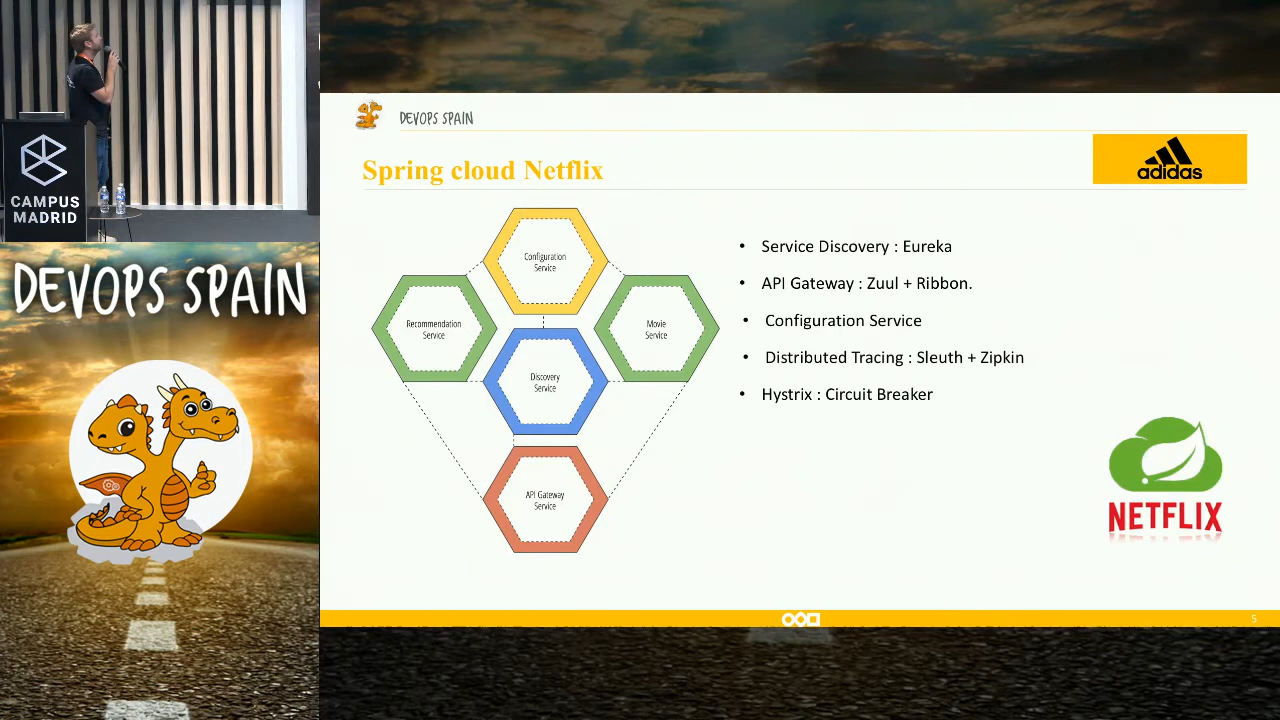 CAMPUS
MADRID
DEVOPS SPAIN
DEVOPS SPAIN
adidas
Spring cloud Netflix
Configuration
Service
Recommendation
Service
Movie
Service
Discovery
Service
API Gateway
Service
• Service Discovery : Eureka
• API Gateway : Zuul + Ribbon.
• Configuration Service
• Distributed Tracing : Sleuth + Zipkin
• Hystrix : Circuit Breaker
NETFLIX
5